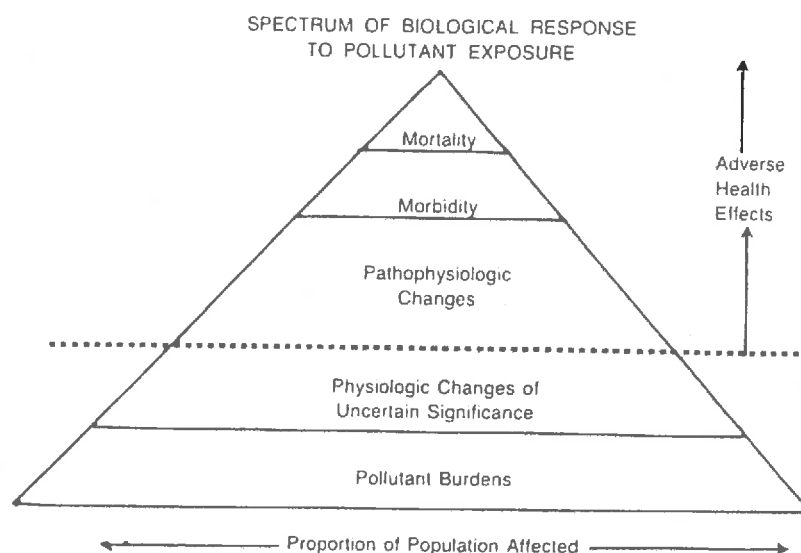 SPECTRUM OF BIOLOGICAL RESPONSE
TO POLLUTANT EXPOSURE
Mortality
Adverse
Health
Effects
Morbidity
Pathophysiologic
Changes
Physiologic Changes of
Uncertain Significance
Pollutant Burdens
Proportion of Population Affected